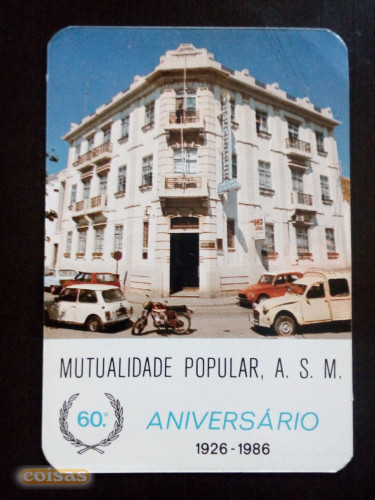 MUTUALIDADE POPULAR, A. S. M.
60.º
ANIVERSÁRIO
1926 - 1986
coisas